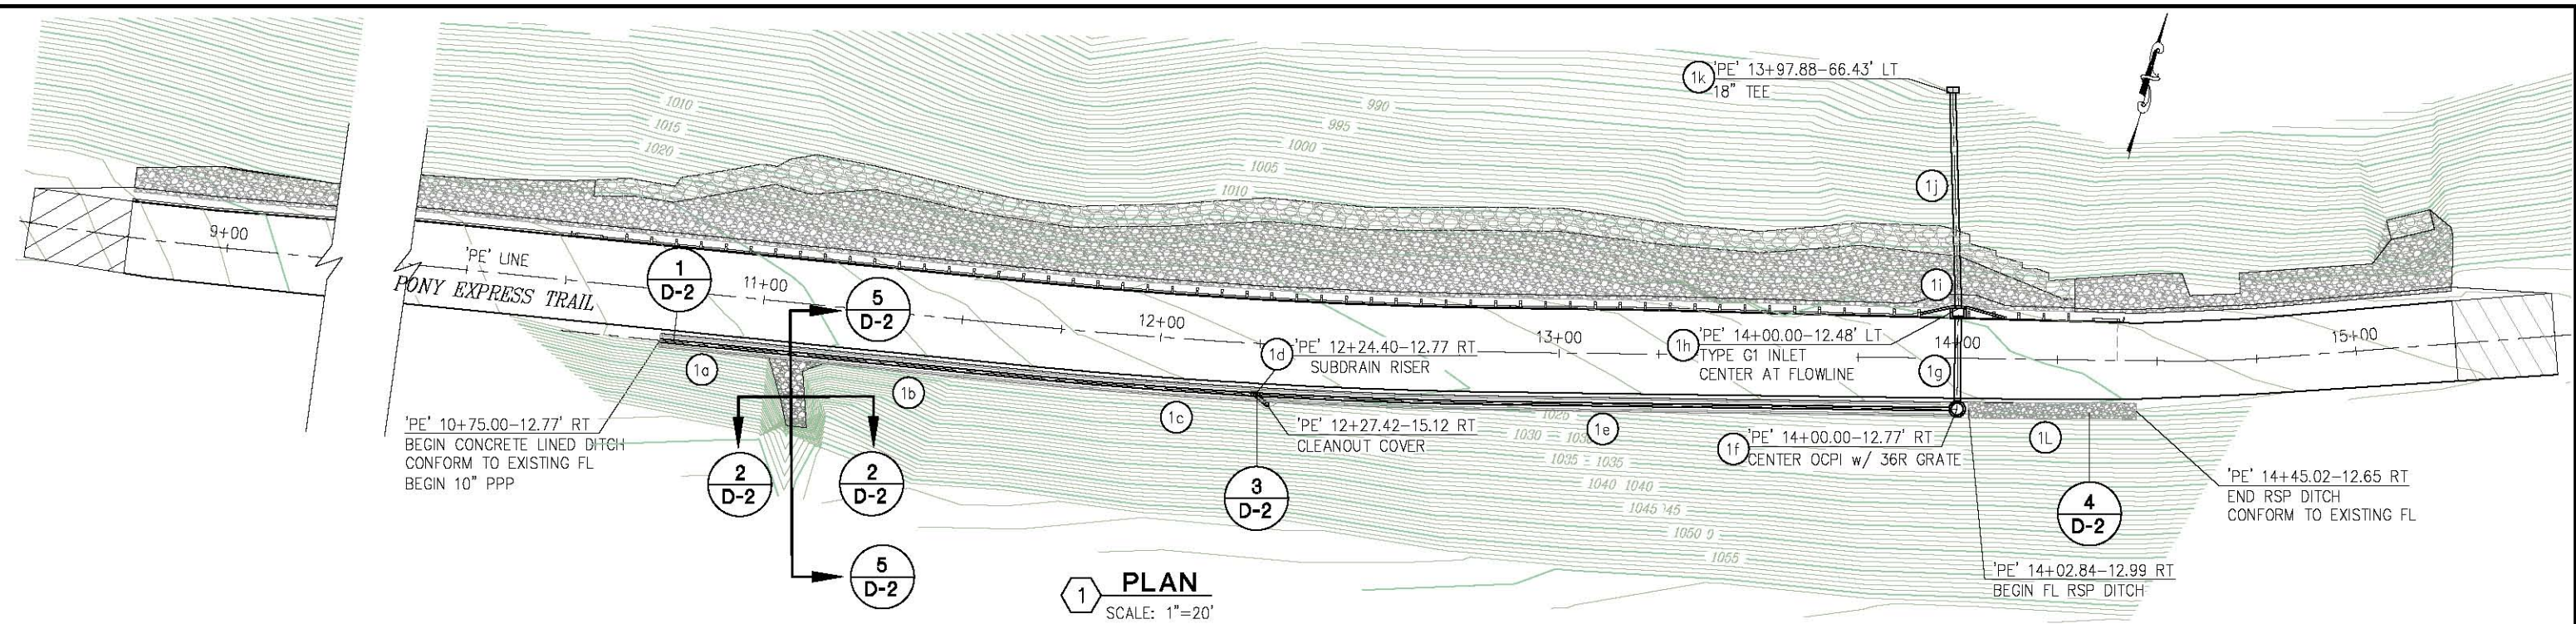 1k
'PE' 13+97.88-66.43' LT
18" TEE
1010
1015
1020
990
995
1000
1005
1010
1j
9+00
'PE' LINE
PONY EXPRESS TRAIL
1
D-2
11+00
5
D-2
12+00
13+00
14+00
15+00
1i
1h
'PE' 14+00.00-12.48' LT
TYPE G1 INLET
CENTER AT FLOWLINE
1g
1d
'PE' 12+24.40-12.77 RT
SUBDRAIN RISER
1a
1b
1c
'PE' 10+75.00-12.77' RT
BEGIN CONCRETE LINED DITCH
CONFORM TO EXISTING FL
BEGIN 10" PPP
'PE' 12+27.42-15.12 RT
CLEANOUT COVER
1e
1f
'PE' 14+00.00-12.77' RT
CENTER OCPI w/ 36R GRATE
1L
1025
1030
1035 - 1035
1040 1040
1045
1050
1055
2
D-2
2
D-2
3
D-2
4
D-2
'PE' 14+45.02-12.65 RT
END RSP DITCH
CONFORM TO EXISTING FL
5
D-2
'PE' 14+02.84-12.99 RT
BEGIN FL RSP DITCH
1 PLAN
SCALE: 1"=20'